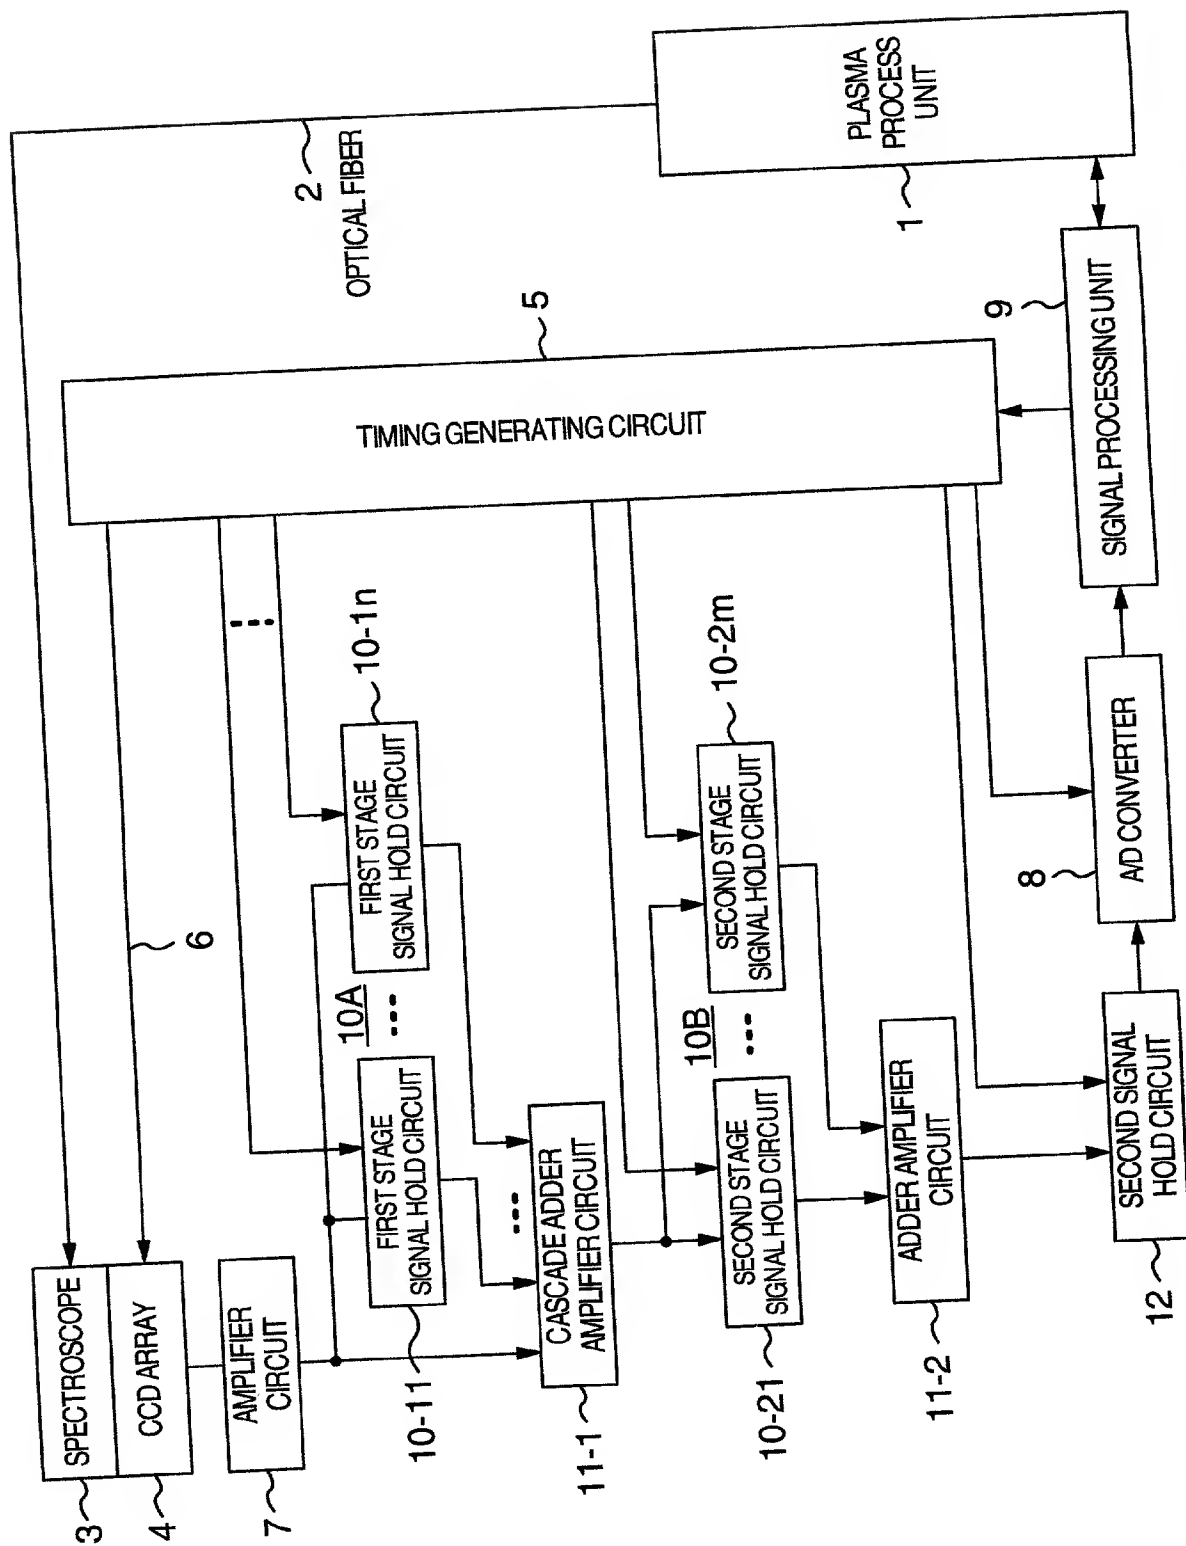 3
SPECTROSCOPE
4
CCD ARRAY
7
AMPLIFIER
CIRCUIT
2
OPTICAL FIBER
6
5
TIMING GENERATING CIRCUIT
10-11
FIRST STAGE
SIGNAL HOLD CIRCUIT
10A
...
FIRST STAGE
SIGNAL HOLD CIRCUIT
10-1n
...
11-1
CASCADE ADDER
AMPLIFIER CIRCUIT
...
10-21
SECOND STAGE
SIGNAL HOLD CIRCUIT
10B
...
SECOND STAGE
SIGNAL HOLD CIRCUIT
10-2m
11-2
ADDER AMPLIFIER
CIRCUIT
12
SECOND SIGNAL
HOLD CIRCUIT
8
A/D CONVERTER
9
SIGNAL PROCESSING UNIT
1
PLASMA
PROCESS
UNIT